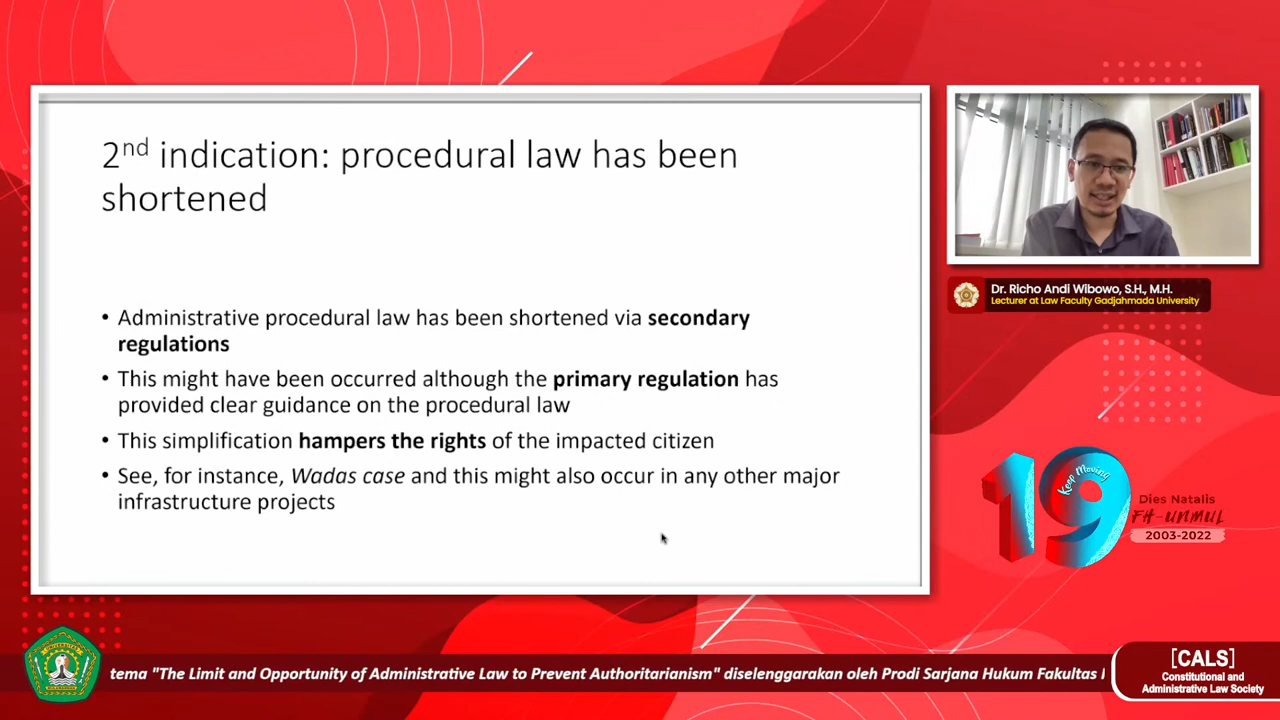 2nd indication: procedural law has been
shortened
• Administrative procedural law has been shortened via secondary
regulations
• This might have been occurred although the primary regulation has
provided clear guidance on the procedural law
• This simplification hampers the rights of the impacted citizen
• See, for instance, Wadas case and this might also occur in any other major
infrastructure projects
Dr. Richo Andi Wibowo, S.H., M.H.
Lecturer at Law Faculty Gadjahmada University
19
Keep Moving
Dies Natalis
FH-UNMUL
2003-2022
tema "The Limit and Opportunity of Administrative Law to Prevent Authoritarianism" diselenggarakan oleh Prodi Sarjana Hukum Fakultas
[CALS]
Constitutional and
Administrative Law Society